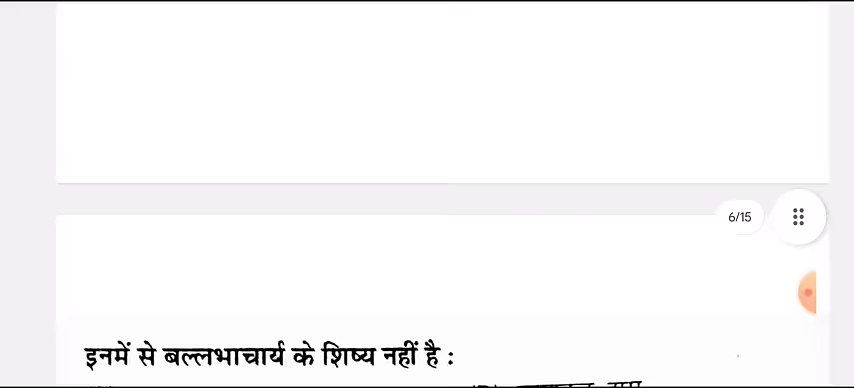 6/15
इनमें से बल्लभाचार्य के शिष्य नहीं है :